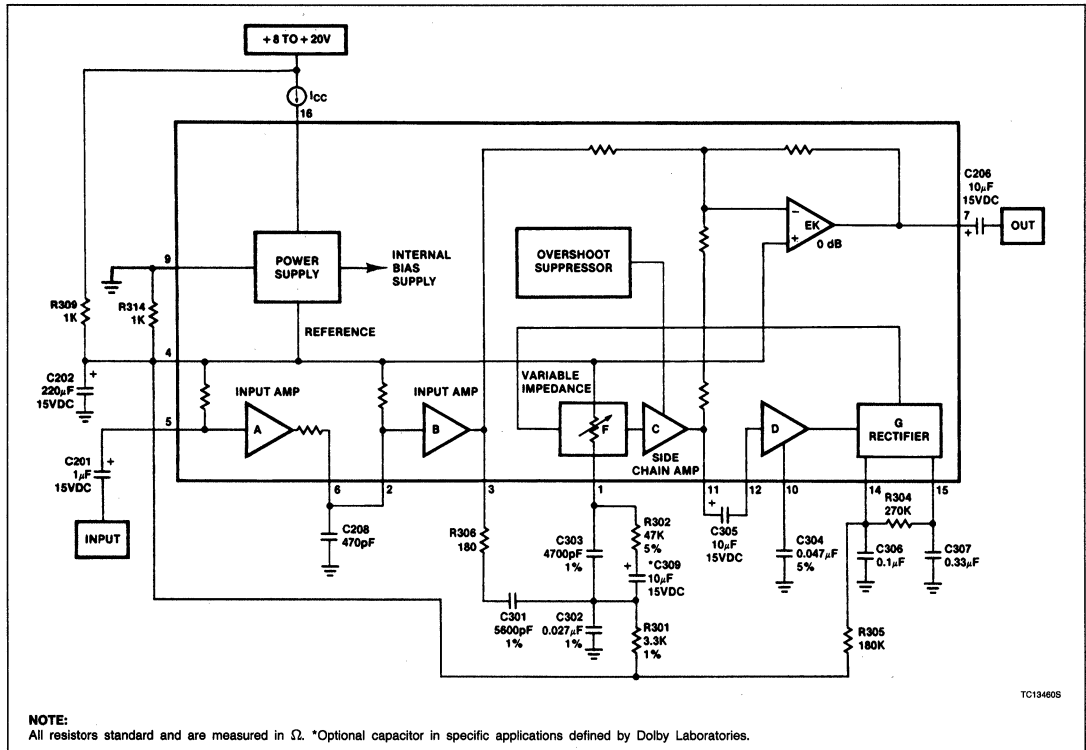 +8 TO +20V
ICC
16
C206
10µF
15VDC
7
+
OUT
−
EK
+
0 dB
OVERSHOOT
SUPPRESSOR
9
POWER
SUPPLY
INTERNAL
BIAS
SUPPLY
R309
1K
R314
1K
REFERENCE
4
+
C202
220µF
15VDC
INPUT AMP
A
INPUT AMP
B
VARIABLE
IMPEDANCE
F
C
SIDE
CHAIN AMP
D
G
RECTIFIER
5
+
C201
1µF
15VDC
INPUT
6
2
3
1
11
12
10
14
15
C208
470pF
R306
180
C303
4700pF
1%
R302
47K
5%
+
*C309
10µF
15VDC
+
C305
10µF
15VDC
C304
0.047µF
5%
R304
270K
C306
0.1µF
C307
0.33µF
C301
5600pF
1%
C302
0.027µF
1%
R301
3.3K
1%
R305
180K
TC13460S
NOTE:
All resistors standard and are measured in Ω. *Optional capacitor in specific applications defined by Dolby Laboratories.